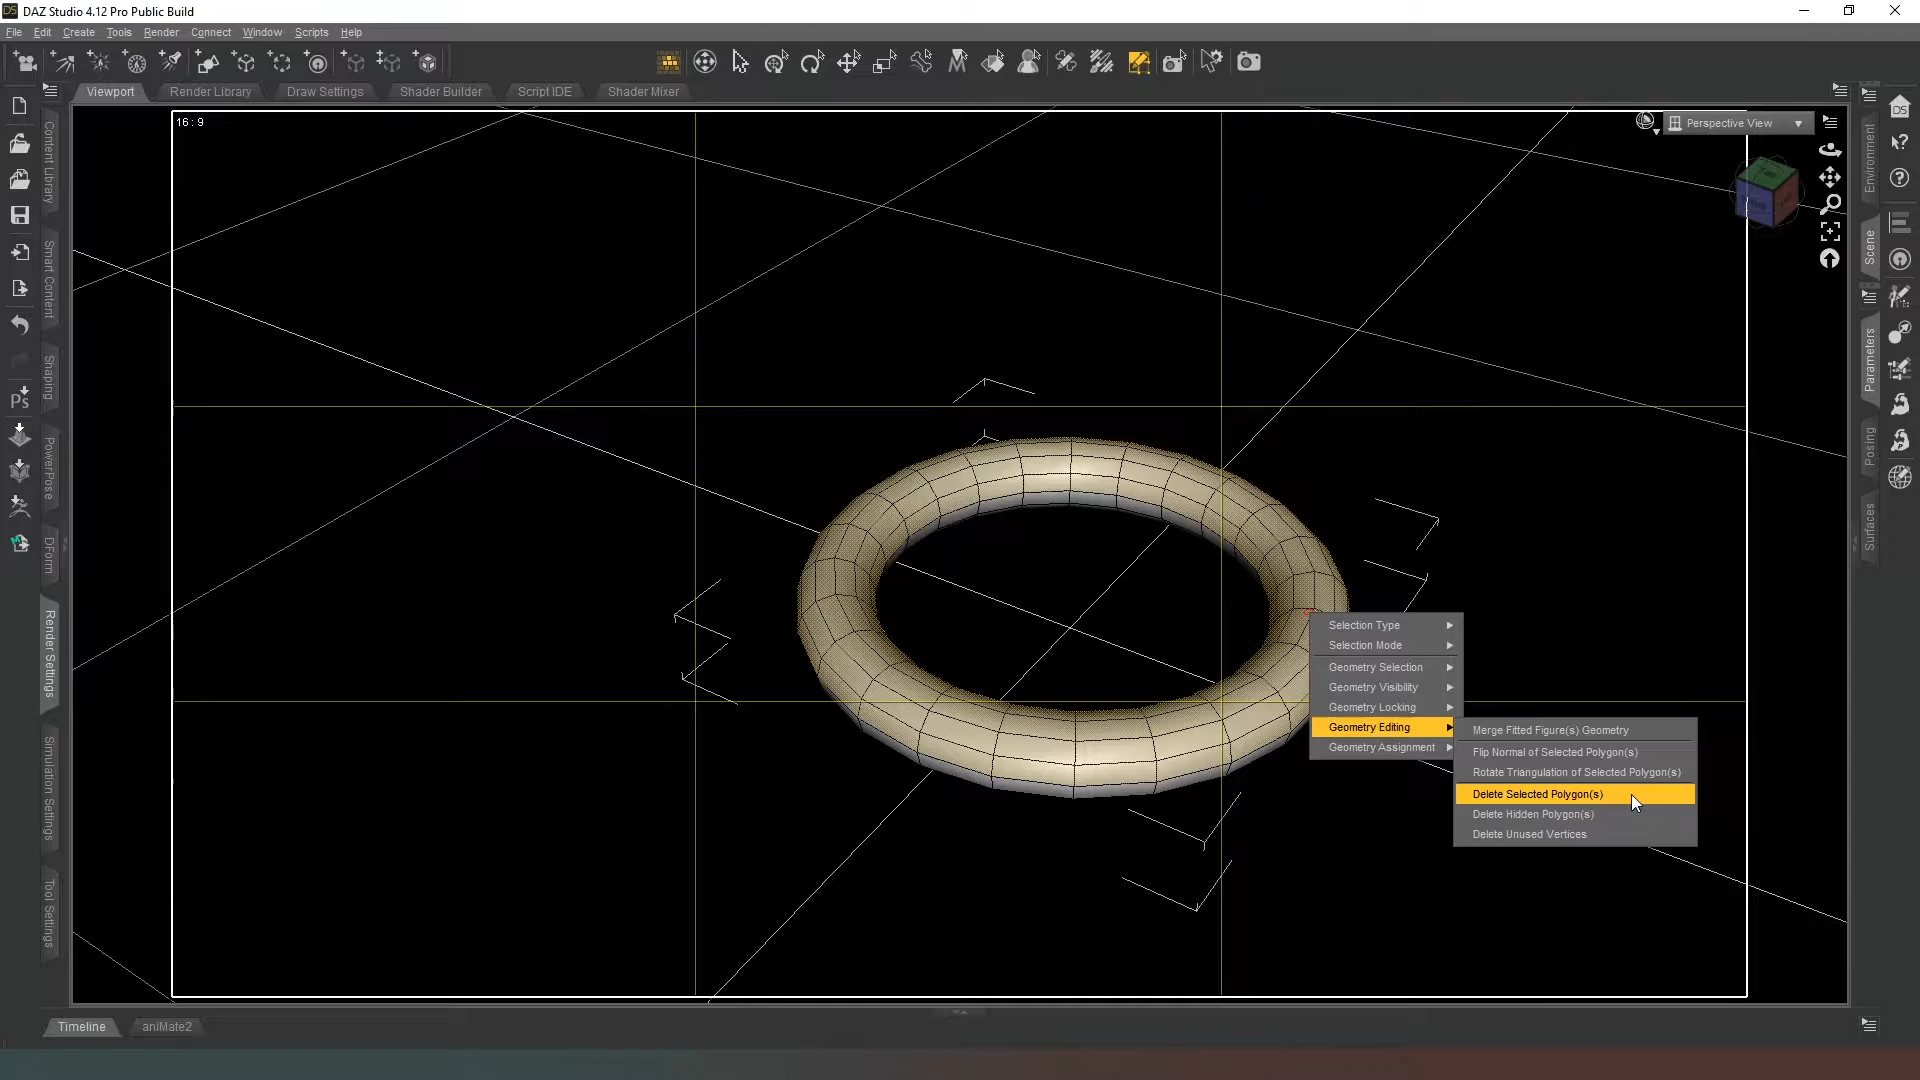 DAZ Studio 4.12 Pro Public Build
File Edit Create Tools Render Connect Window Scripts Help
Viewport Render Library Draw Settings Shader Builder Script IDE Shader Mixer
16 : 9
Perspective View
Content Library
Smart Content
Shaping
PowerPose
DForm
Render Settings
Simulation Settings
Tool Settings
Environment
Scene
Parameters
Posing
Surfaces
Selection Type
Selection Mode
Geometry Selection
Geometry Visibility
Geometry Locking
Geometry Editing
Geometry Assignment
Merge Fitted Figure(s) Geometry
Flip Normal of Selected Polygon(s)
Rotate Triangulation of Selected Polygon(s)
Delete Selected Polygon(s)
Delete Hidden Polygon(s)
Delete Unused Vertices
Timeline aniMate2